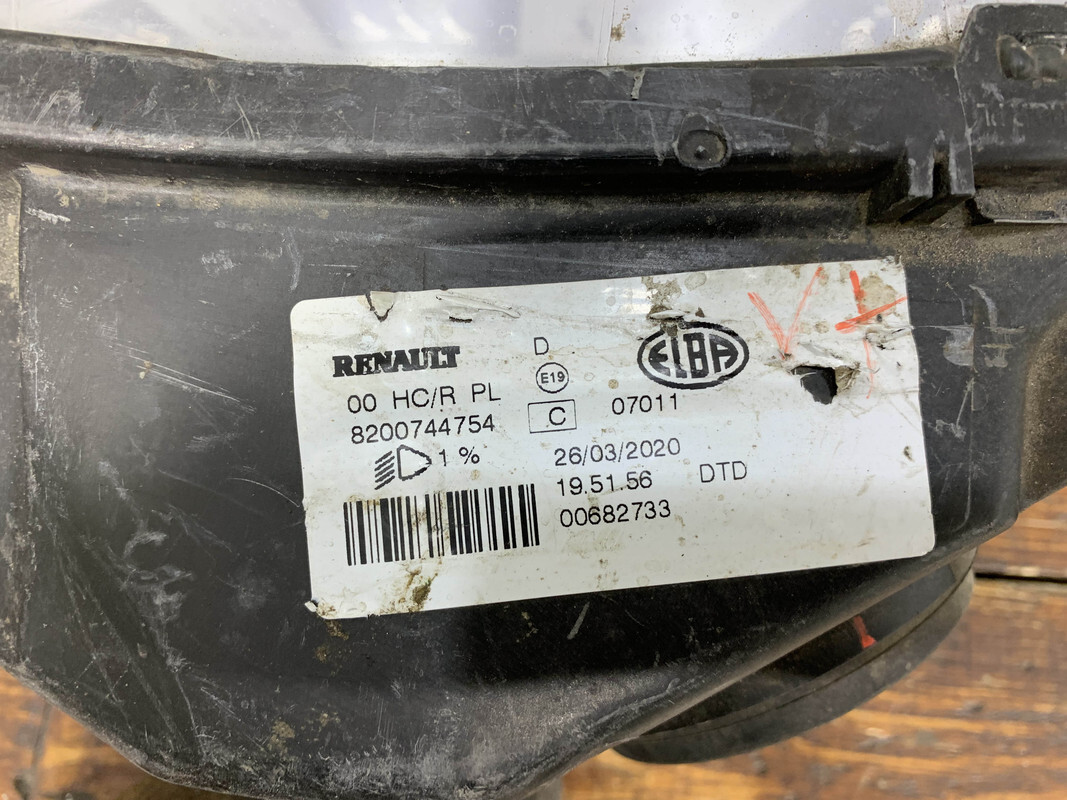 RENAULT
D
ELBA
E19
00 HC/R PL
C
07011
8200744754
1 %
26/03/2020
19.51.56 DTD
00682733